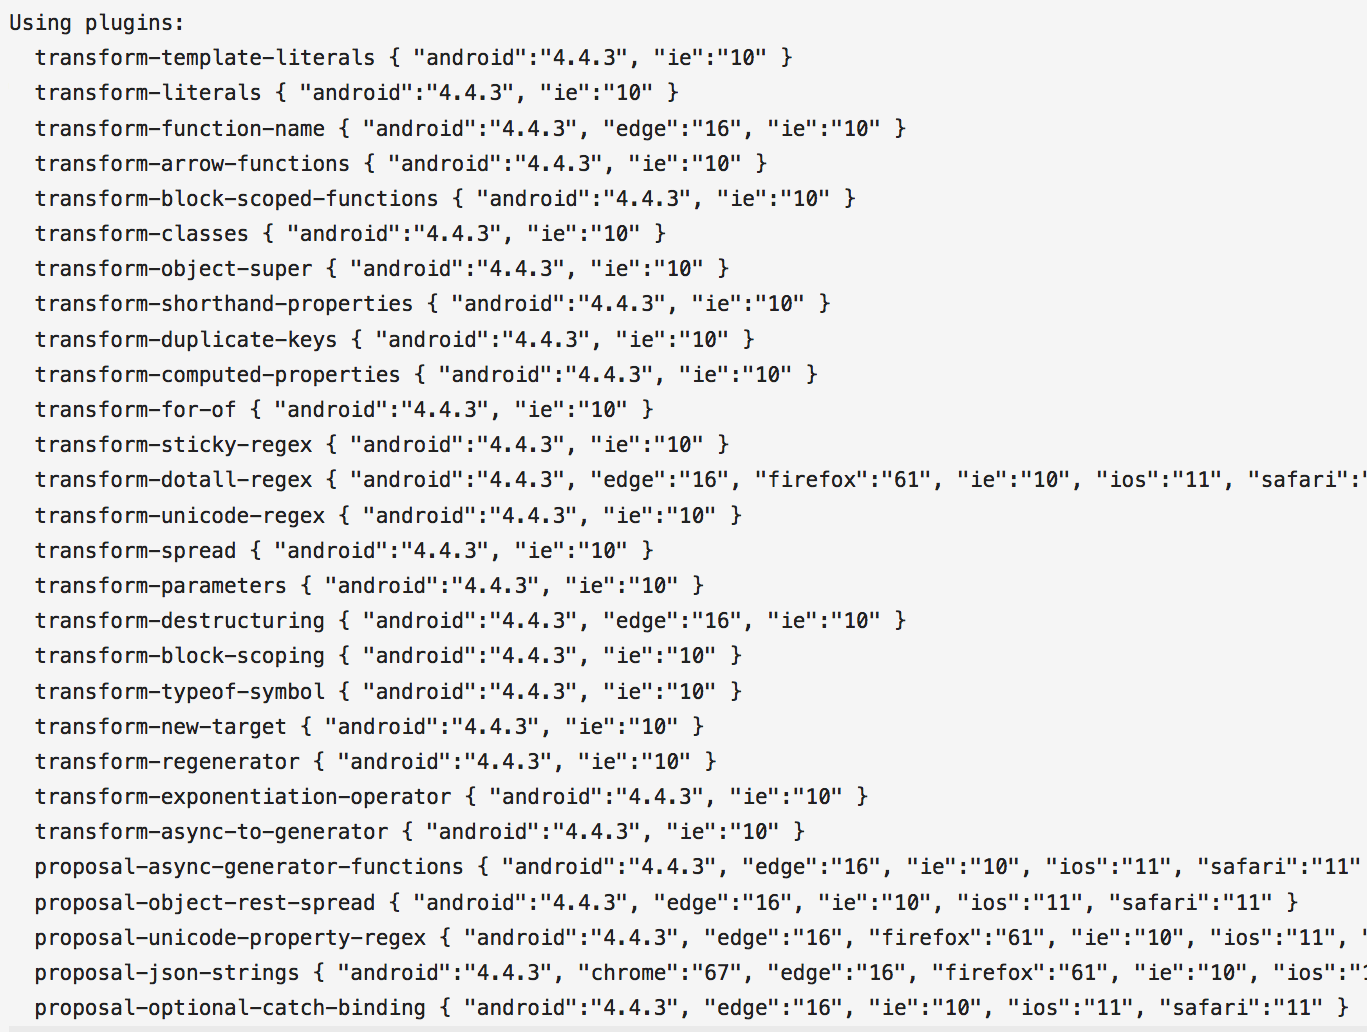 Using plugins:
transform-template-literals { "android":"4.4.3", "ie":"10" }
transform-literals { "android":"4.4.3", "ie":"10" }
transform-function-name { "android":"4.4.3", "edge":"16", "ie":"10" }
transform-arrow-functions { "android":"4.4.3", "ie":"10" }
transform-block-scoped-functions { "android":"4.4.3", "ie":"10" }
transform-classes { "android":"4.4.3", "ie":"10" }
transform-object-super { "android":"4.4.3", "ie":"10" }
transform-shorthand-properties { "android":"4.4.3", "ie":"10" }
transform-duplicate-keys { "android":"4.4.3", "ie":"10" }
transform-computed-properties { "android":"4.4.3", "ie":"10" }
transform-for-of { "android":"4.4.3", "ie":"10" }
transform-sticky-regex { "android":"4.4.3", "ie":"10" }
transform-dotall-regex { "android":"4.4.3", "edge":"16", "firefox":"61", "ie":"10", "ios":"11", "safari":"
transform-unicode-regex { "android":"4.4.3", "ie":"10" }
transform-spread { "android":"4.4.3", "ie":"10" }
transform-parameters { "android":"4.4.3", "ie":"10" }
transform-destructuring { "android":"4.4.3", "edge":"16", "ie":"10" }
transform-block-scoping { "android":"4.4.3", "ie":"10" }
transform-typeof-symbol { "android":"4.4.3", "ie":"10" }
transform-new-target { "android":"4.4.3", "ie":"10" }
transform-regenerator { "android":"4.4.3", "ie":"10" }
transform-exponentiation-operator { "android":"4.4.3", "ie":"10" }
transform-async-to-generator { "android":"4.4.3", "ie":"10" }
proposal-async-generator-functions { "android":"4.4.3", "edge":"16", "ie":"10", "ios":"11", "safari":"11"
proposal-object-rest-spread { "android":"4.4.3", "edge":"16", "ie":"10", "ios":"11", "safari":"11" }
proposal-unicode-property-regex { "android":"4.4.3", "edge":"16", "firefox":"61", "ie":"10", "ios":"11", "
proposal-json-strings { "android":"4.4.3", "chrome":"67", "edge":"16", "firefox":"61", "ie":"10", "ios":"1
proposal-optional-catch-binding { "android":"4.4.3", "edge":"16", "ie":"10", "ios":"11", "safari":"11" }